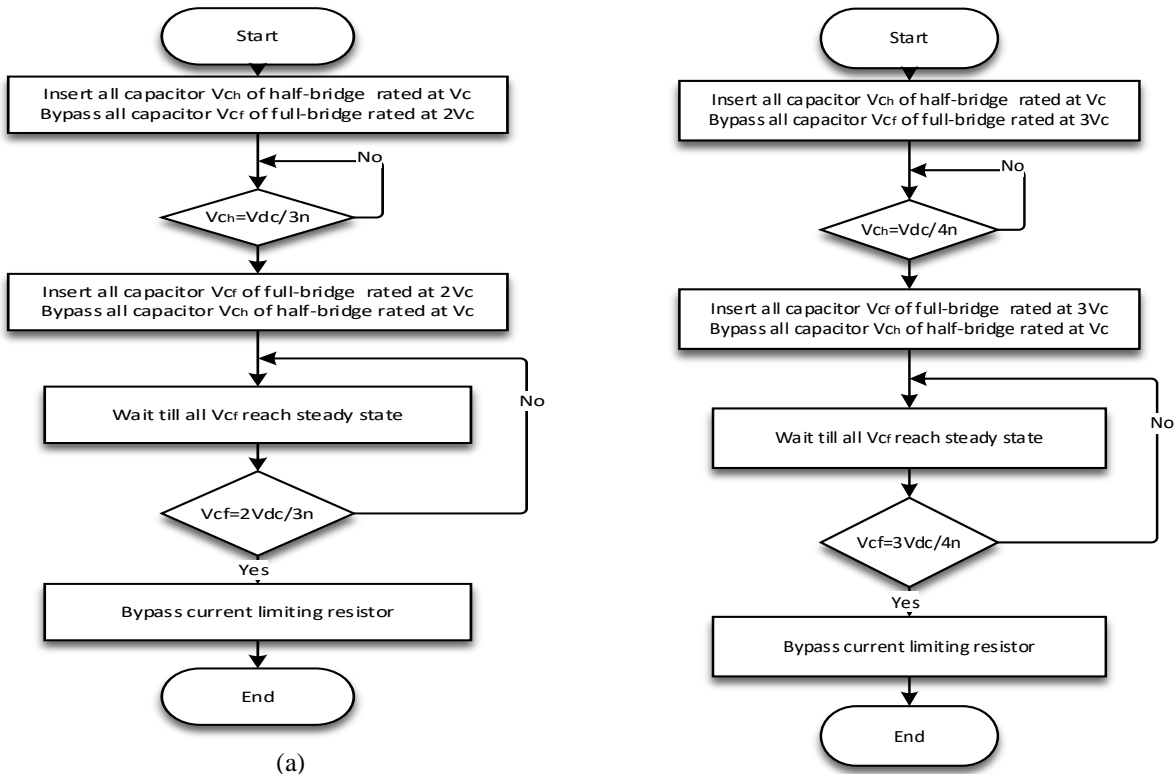 Start
Insert all capacitor Vch of half-bridge rated at Vc
Bypass all capacitor Vcf of full-bridge rated at 2Vc
No
Vch=Vdc/3n
Insert all capacitor Vcf of full-bridge rated at 2Vc
Bypass all capacitor Vch of half-bridge rated at Vc
No
Wait till all Vcf reach steady state
Vcf=2Vdc/3n
Yes
Bypass current limiting resistor
End
(a)
Start
Insert all capacitor Vch of half-bridge rated at Vc
Bypass all capacitor Vcf of full-bridge rated at 3Vc
No
Vch=Vdc/4n
Insert all capacitor Vcf of full-bridge rated at 3Vc
Bypass all capacitor Vch of half-bridge rated at Vc
No
Wait till all Vcf reach steady state
Vcf=3Vdc/4n
Yes
Bypass current limiting resistor
End